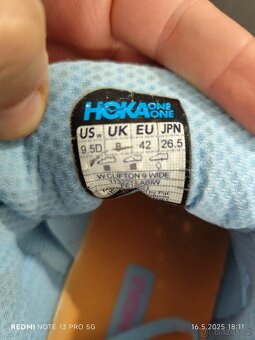 HOKA ONE ONE
US W UK EU JPN
9.5D 8 42 26.5
W CLIFTON 9 WIDE
REDMI NOTE 13 PRO 5G
16.5.2025 18:11